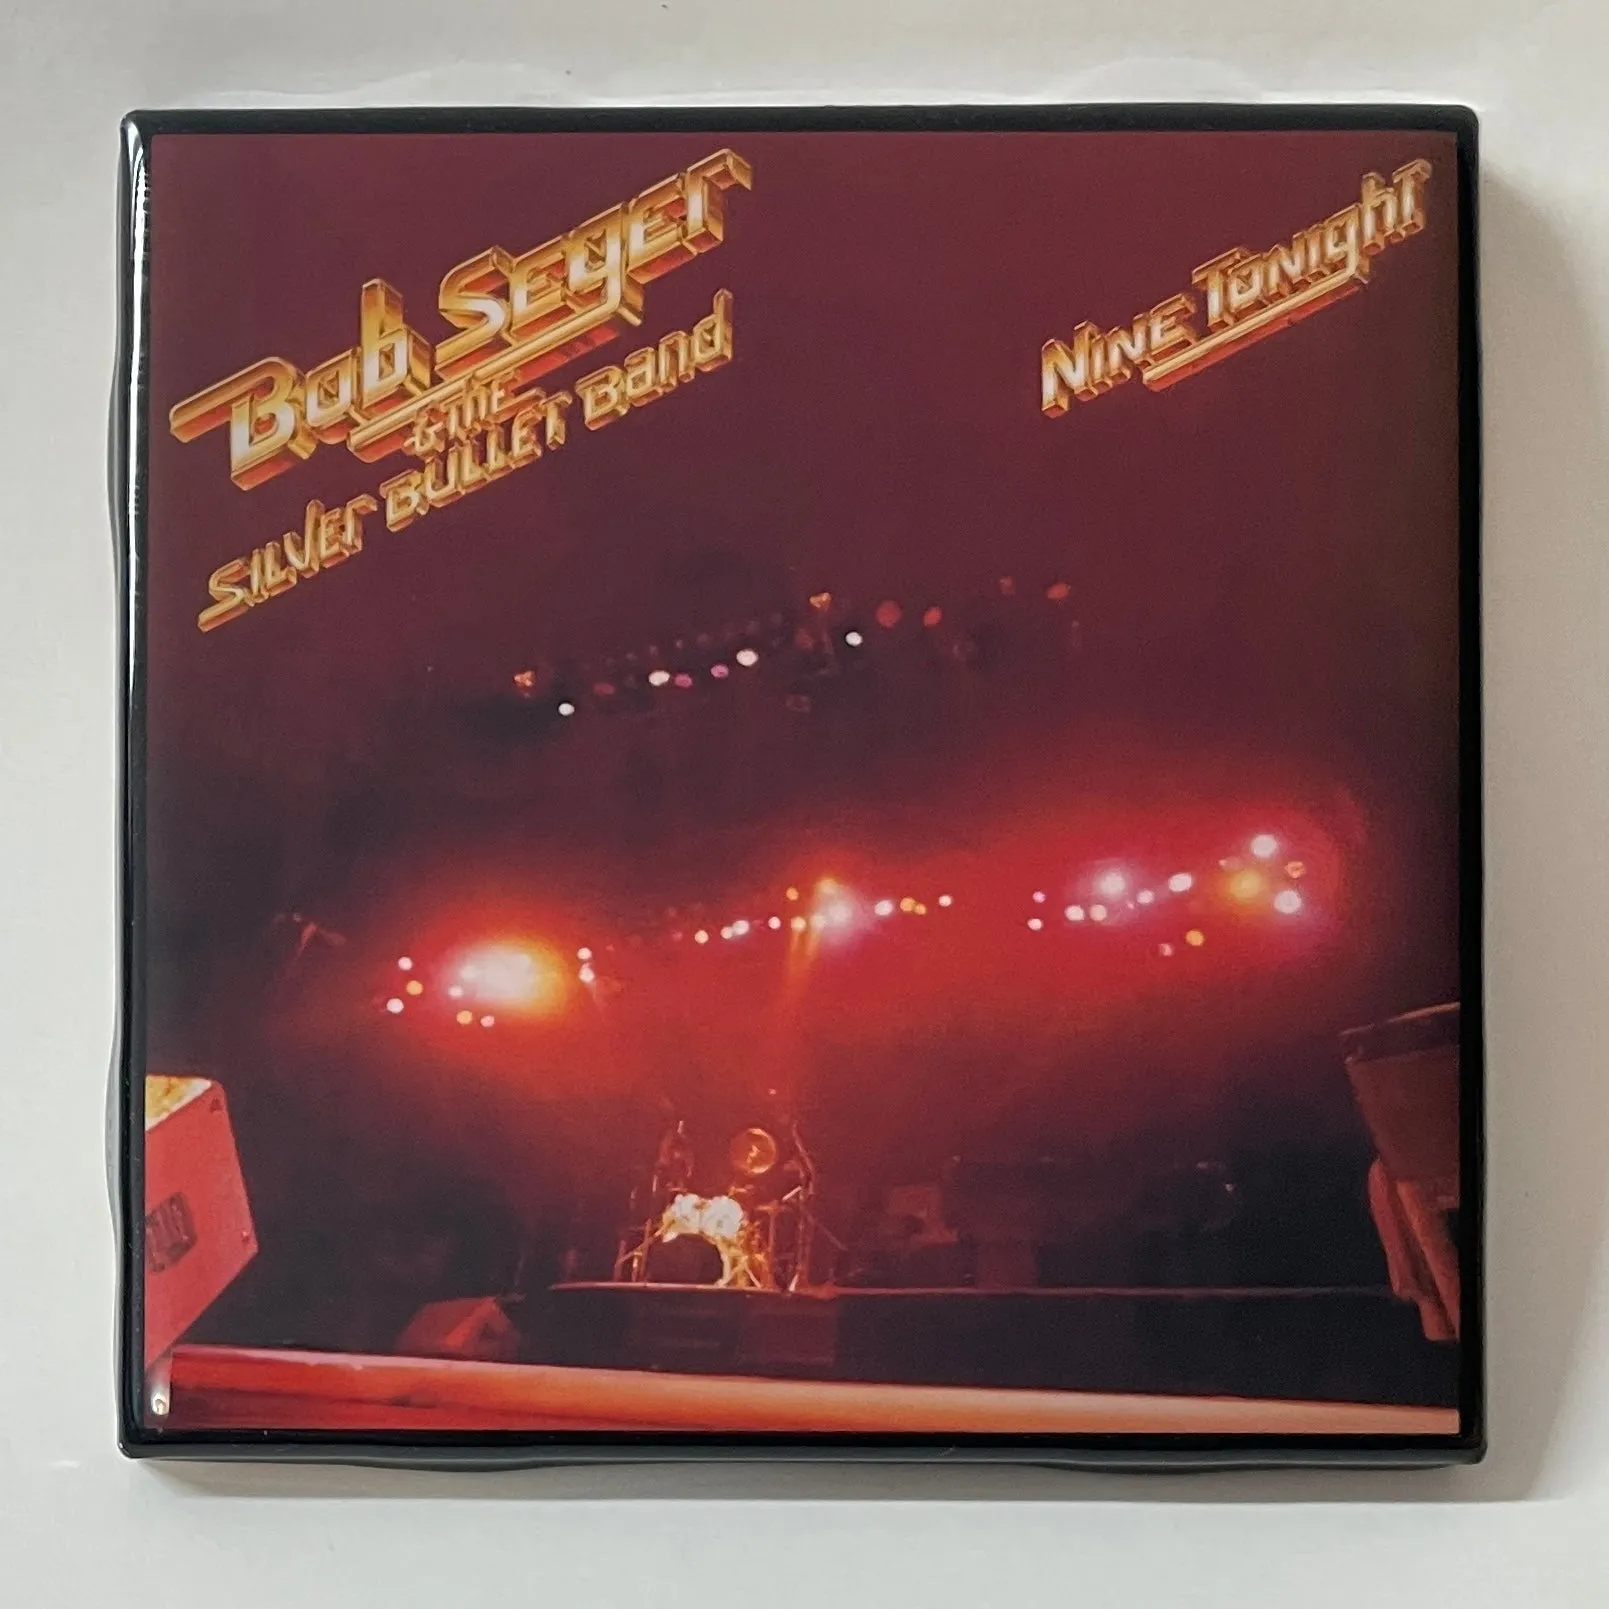 Bob Seger
& THE
SILVER BULLET Band
NINE TONIGHT